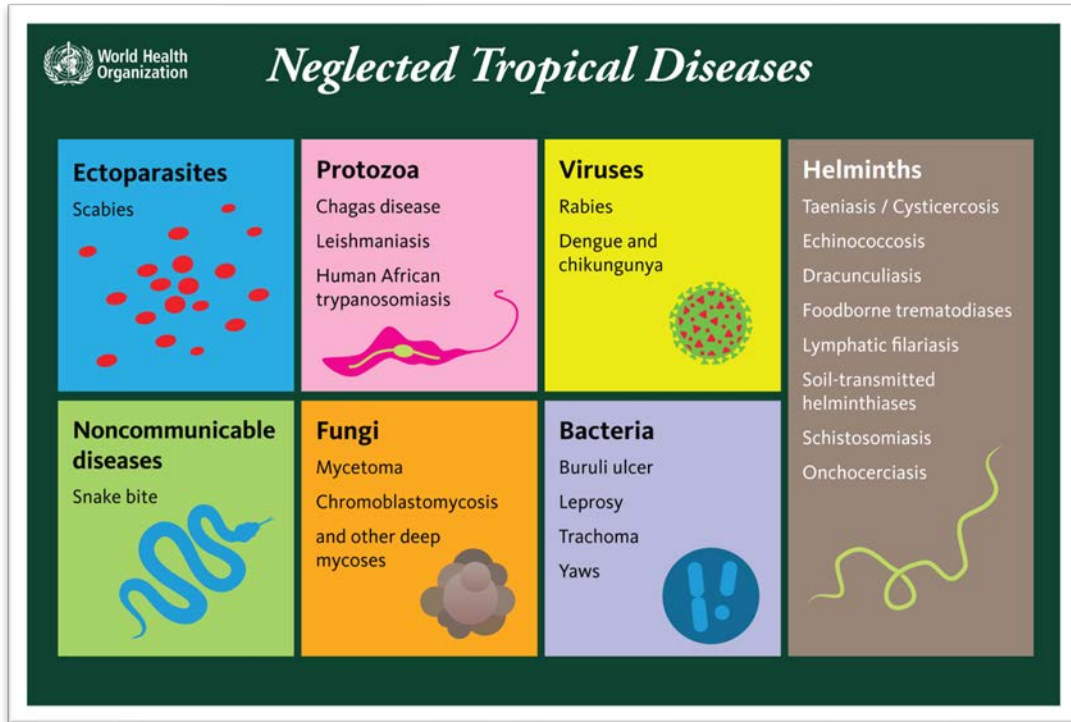 World Health
Organization
Neglected Tropical Diseases
Ectoparasites
Scabies
Protozoa
Chagas disease
Leishmaniasis
Human African
trypanosomiasis
Viruses
Rabies
Dengue and
chikungunya
Helminths
Taeniasis / Cysticercosis
Echinococcosis
Dracunculiasis
Foodborne trematodiases
Lymphatic filariasis
Soil-transmitted
helminthiases
Schistosomiasis
Onchocerciasis
Noncommunicable
diseases
Snake bite
Fungi
Mycetoma
Chromoblastomycosis
and other deep
mycoses
Bacteria
Buruli ulcer
Leprosy
Trachoma
Yaws